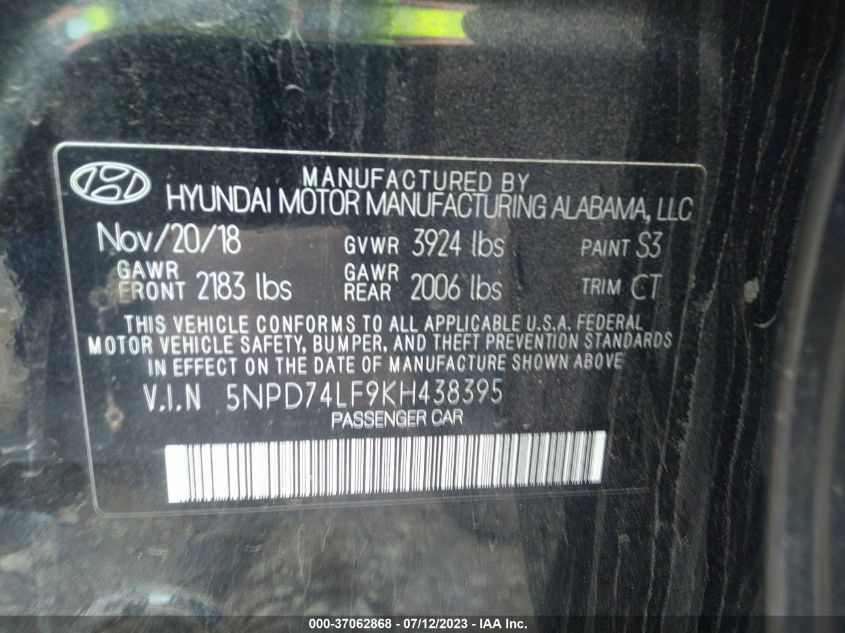 MANUFACTURED BY
HYUNDAI MOTOR MANUFACTURING ALABAMA, LLC
Nov/20/18 GVWR 3924 lbs PAINT S3
GAWR FRONT 2183 lbs GAWR REAR 2006 lbs TRIM CT
THIS VEHICLE CONFORMS TO ALL APPLICABLE U.S.A. FEDERAL
MOTOR VEHICLE SAFETY, BUMPER, AND THEFT PREVENTION STANDARDS
IN EFFECT ON THE DATE OF MANUFACTURE SHOWN ABOVE
V.I.N 5NPD74LF9KH438395
PASSENGER CAR
000-37062868 - 07/12/2023 - IAA Inc.